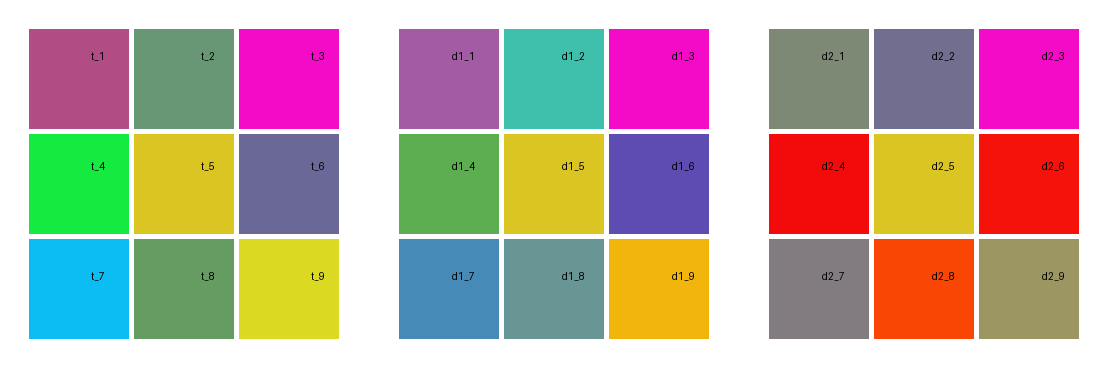 t_1 t_2 t_3 d1_1 d1_2 d1_3 d2_1 d2_2 d2_3
t_4 t_5 t_6 d1_4 d1_5 d1_6 d2_4 d2_5 d2_6
t_7 t_8 t_9 d1_7 d1_8 d1_9 d2_7 d2_8 d2_9